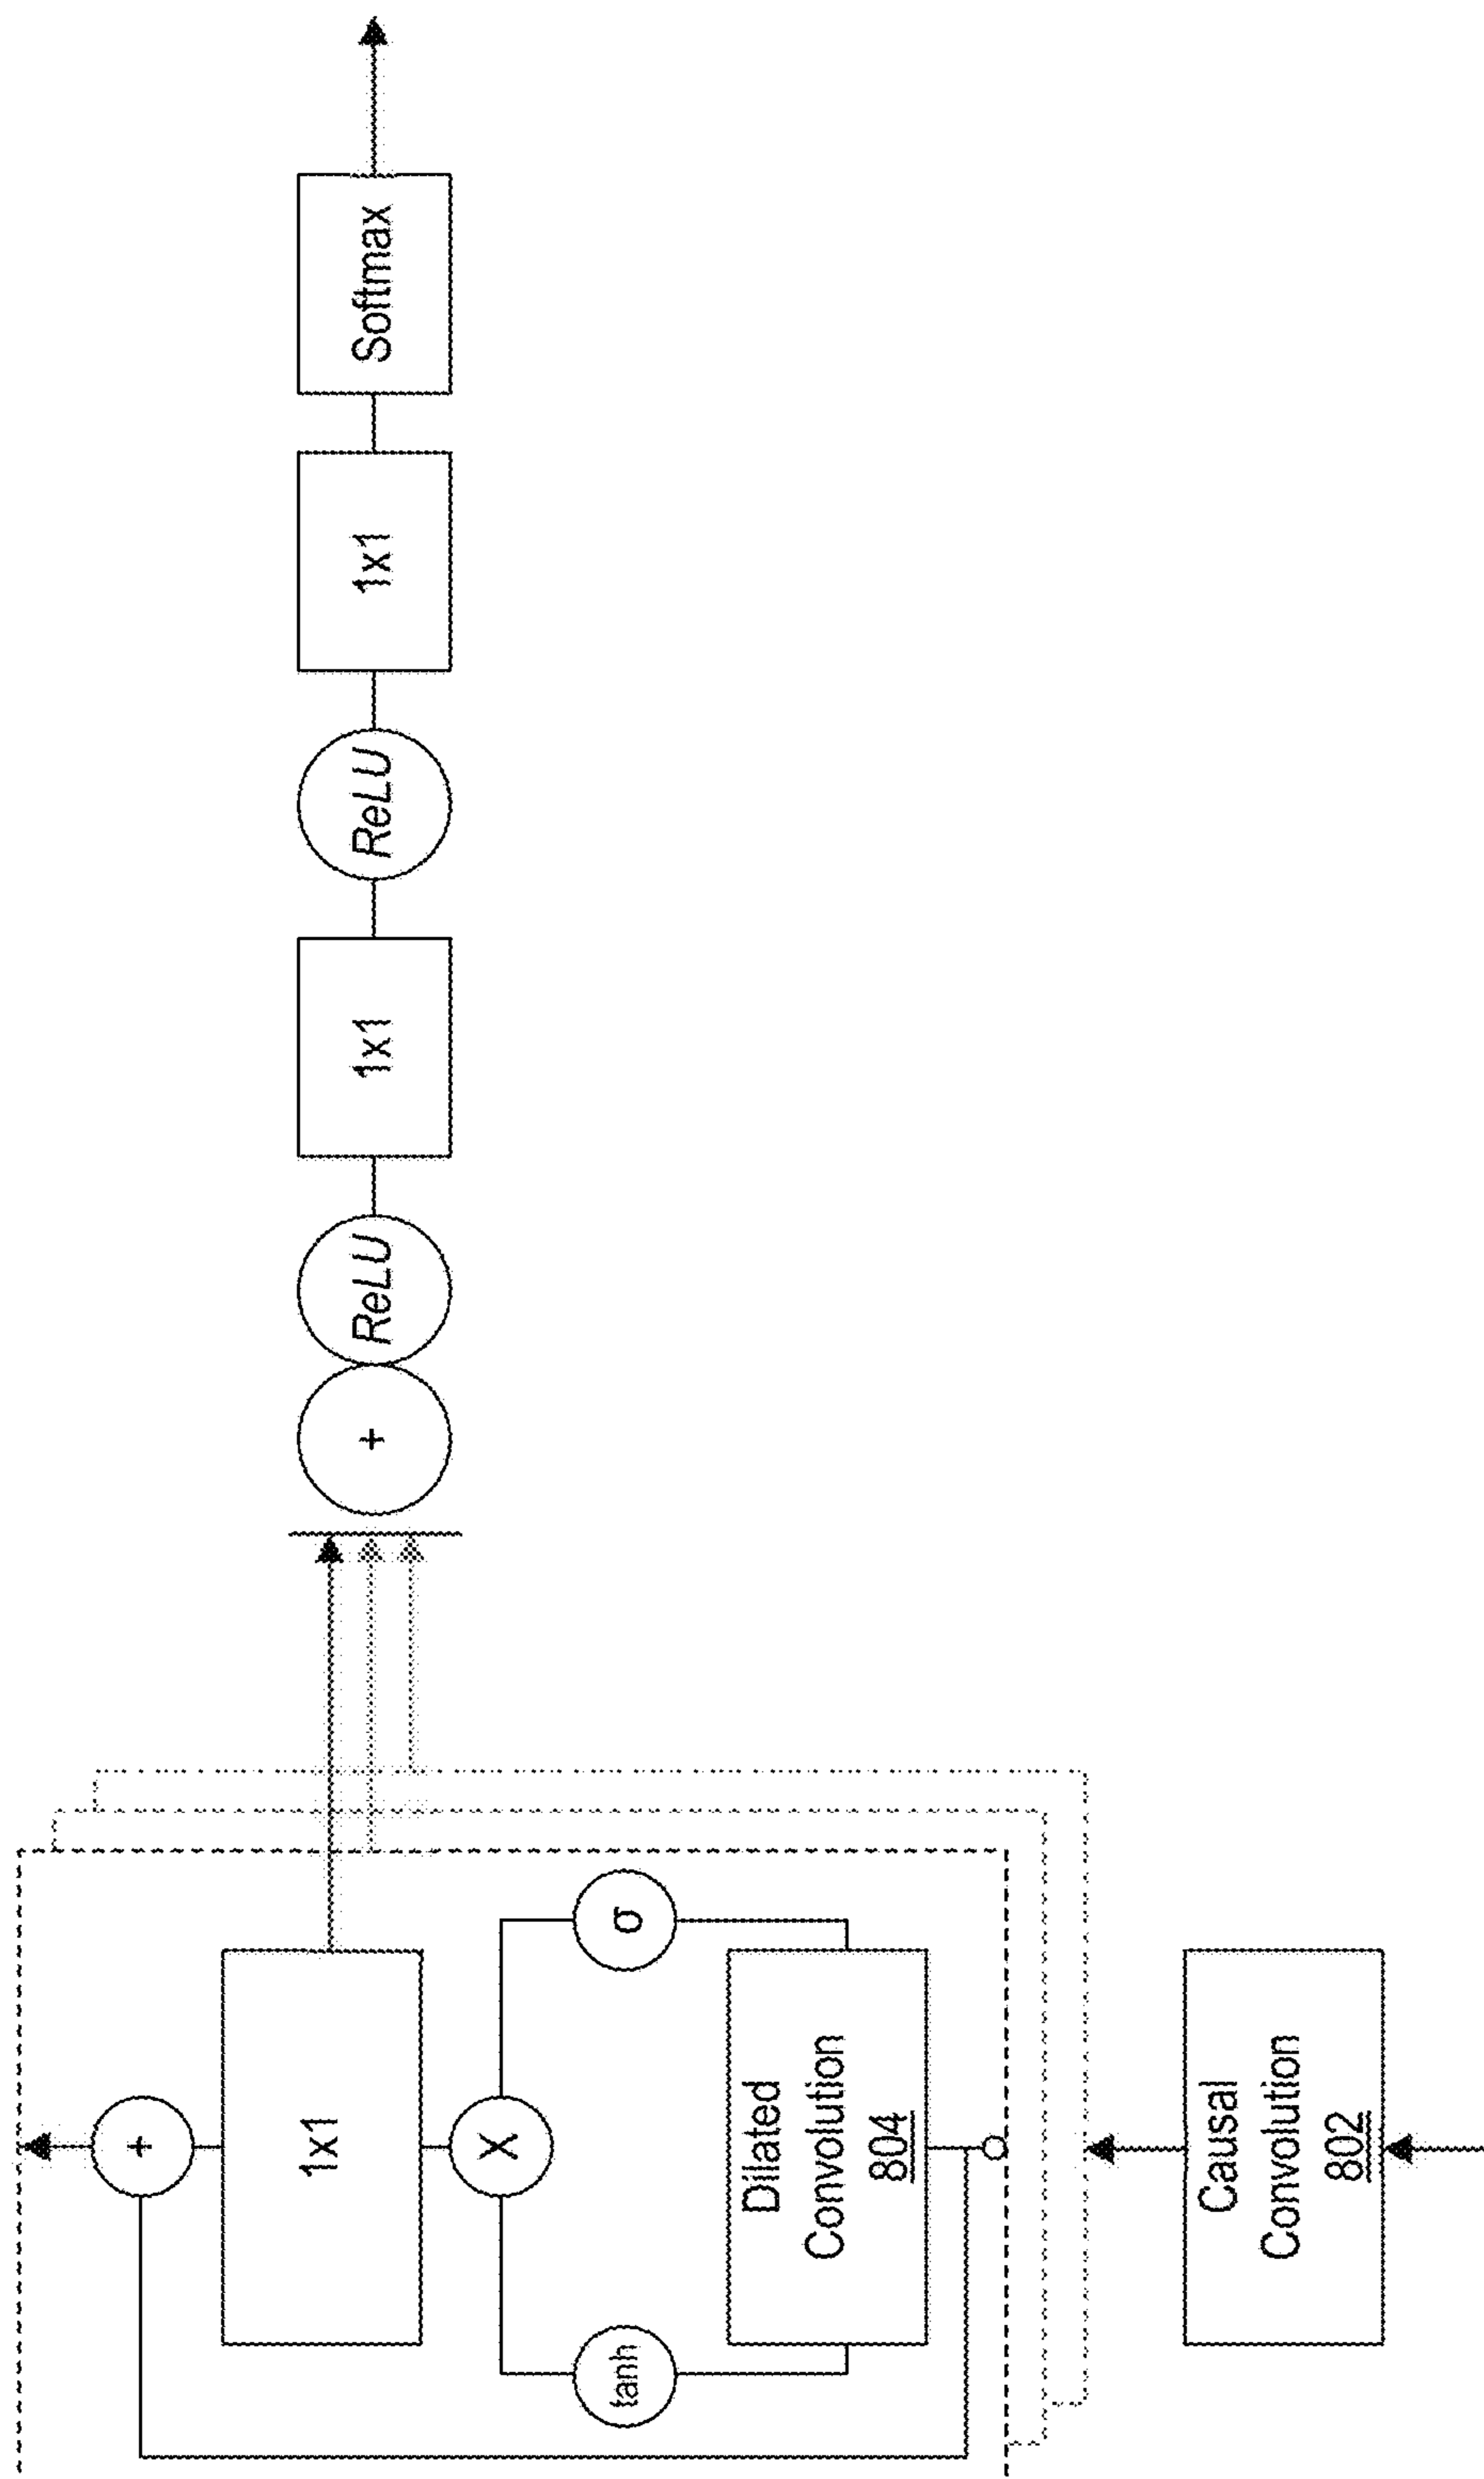 +
1x1
X
tanh
σ
Dilated
Convolution
804
Causal
Convolution
802
+
ReLU
1x1
ReLU
1x1
Softmax